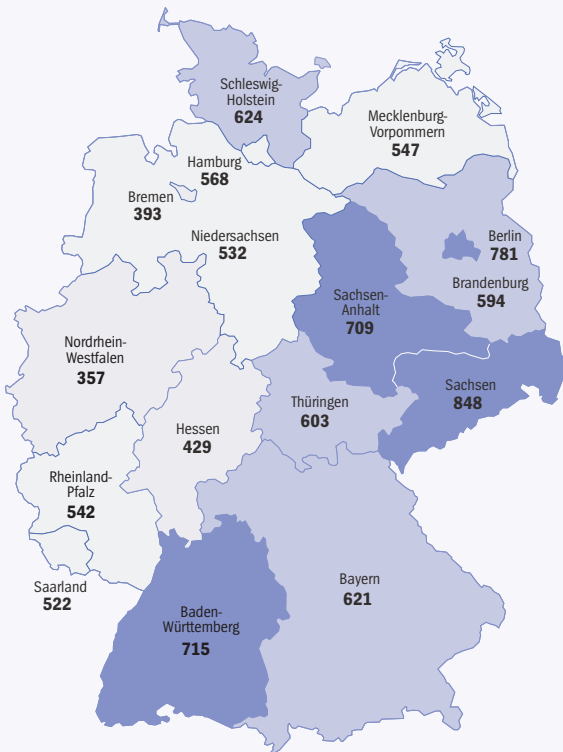 Schleswig-
Holstein
624
Mecklenburg-
Vorpommern
547
Hamburg
568
Bremen
393
Niedersachsen
532
Berlin
781
Brandenburg
594
Sachsen-
Anhalt
709
Nordrhein-
Westfalen
357
Sachsen
848
Thüringen
603
Hessen
429
Rheinland-
Pfalz
542
Saarland
522
Bayern
621
Baden-
Württemberg
715